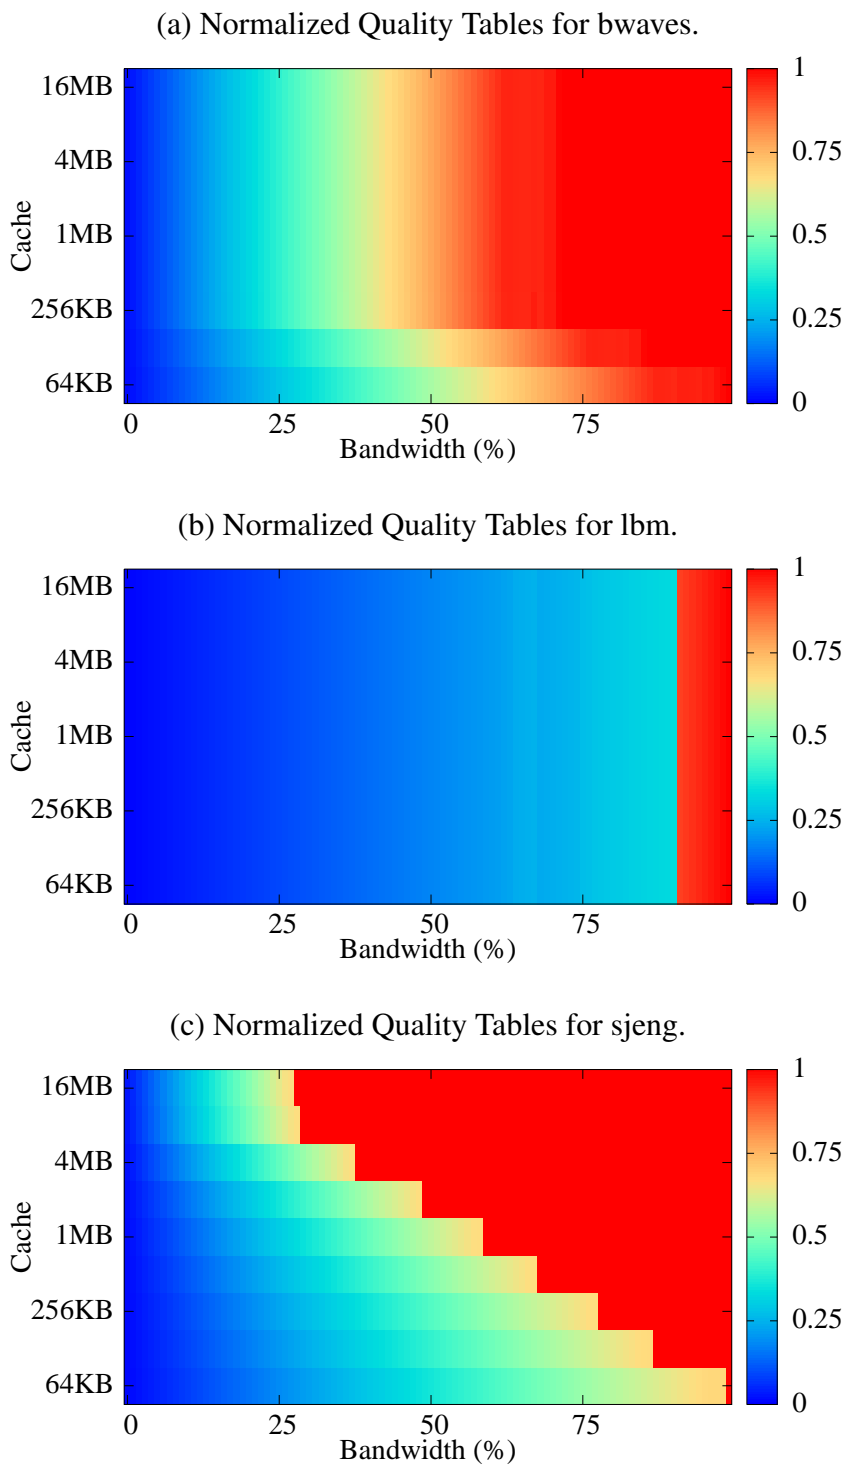 (a) Normalized Quality Tables for bwaves.
16MB
4MB
1MB
256KB
64KB
Cache
0 25 50 75
Bandwidth (%)
1
0.75
0.5
0.25
0
(b) Normalized Quality Tables for lbm.
16MB
4MB
1MB
256KB
64KB
Cache
0 25 50 75
Bandwidth (%)
1
0.75
0.5
0.25
0
(c) Normalized Quality Tables for sjeng.
16MB
4MB
1MB
256KB
64KB
Cache
0 25 50 75
Bandwidth (%)
1
0.75
0.5
0.25
0